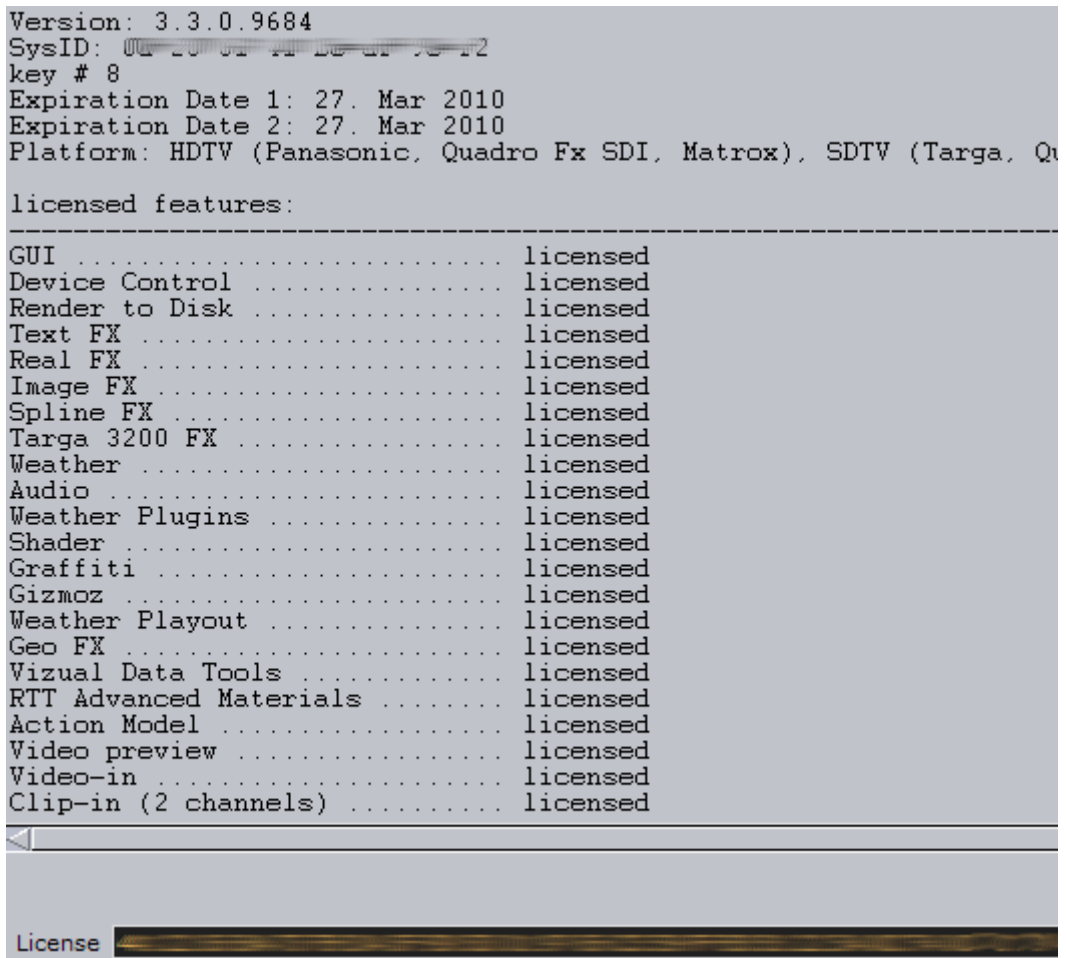 Version: 3.3.0.9684
SysID:
key # 8
Expiration Date 1: 27. Mar 2010
Expiration Date 2: 27. Mar 2010
Platform: HDTV (Panasonic, Quadro Fx SDI, Matrox), SDTV (Targa,
licensed features:
--------------------------------------------------------------------
GUI ........................... licensed
Device Control ................ licensed
Render to Disk ................ licensed
Text FX ....................... licensed
Real FX ....................... licensed
Image FX ...................... licensed
Spline FX ..................... licensed
Targa 3200 FX ................. licensed
Weather ....................... licensed
Audio ......................... licensed
Weather Plugins ............... licensed
Shader ........................ licensed
Graffiti ...................... licensed
Gizmoz ........................ licensed
Weather Playout ............... licensed
Geo FX ........................ licensed
Vizual Data Tools ............. licensed
RTT Advanced Materials ........ licensed
Action Model .................. licensed
Video preview ................. licensed
Video-in ...................... licensed
Clip-in (2 channels) .......... licensed
License